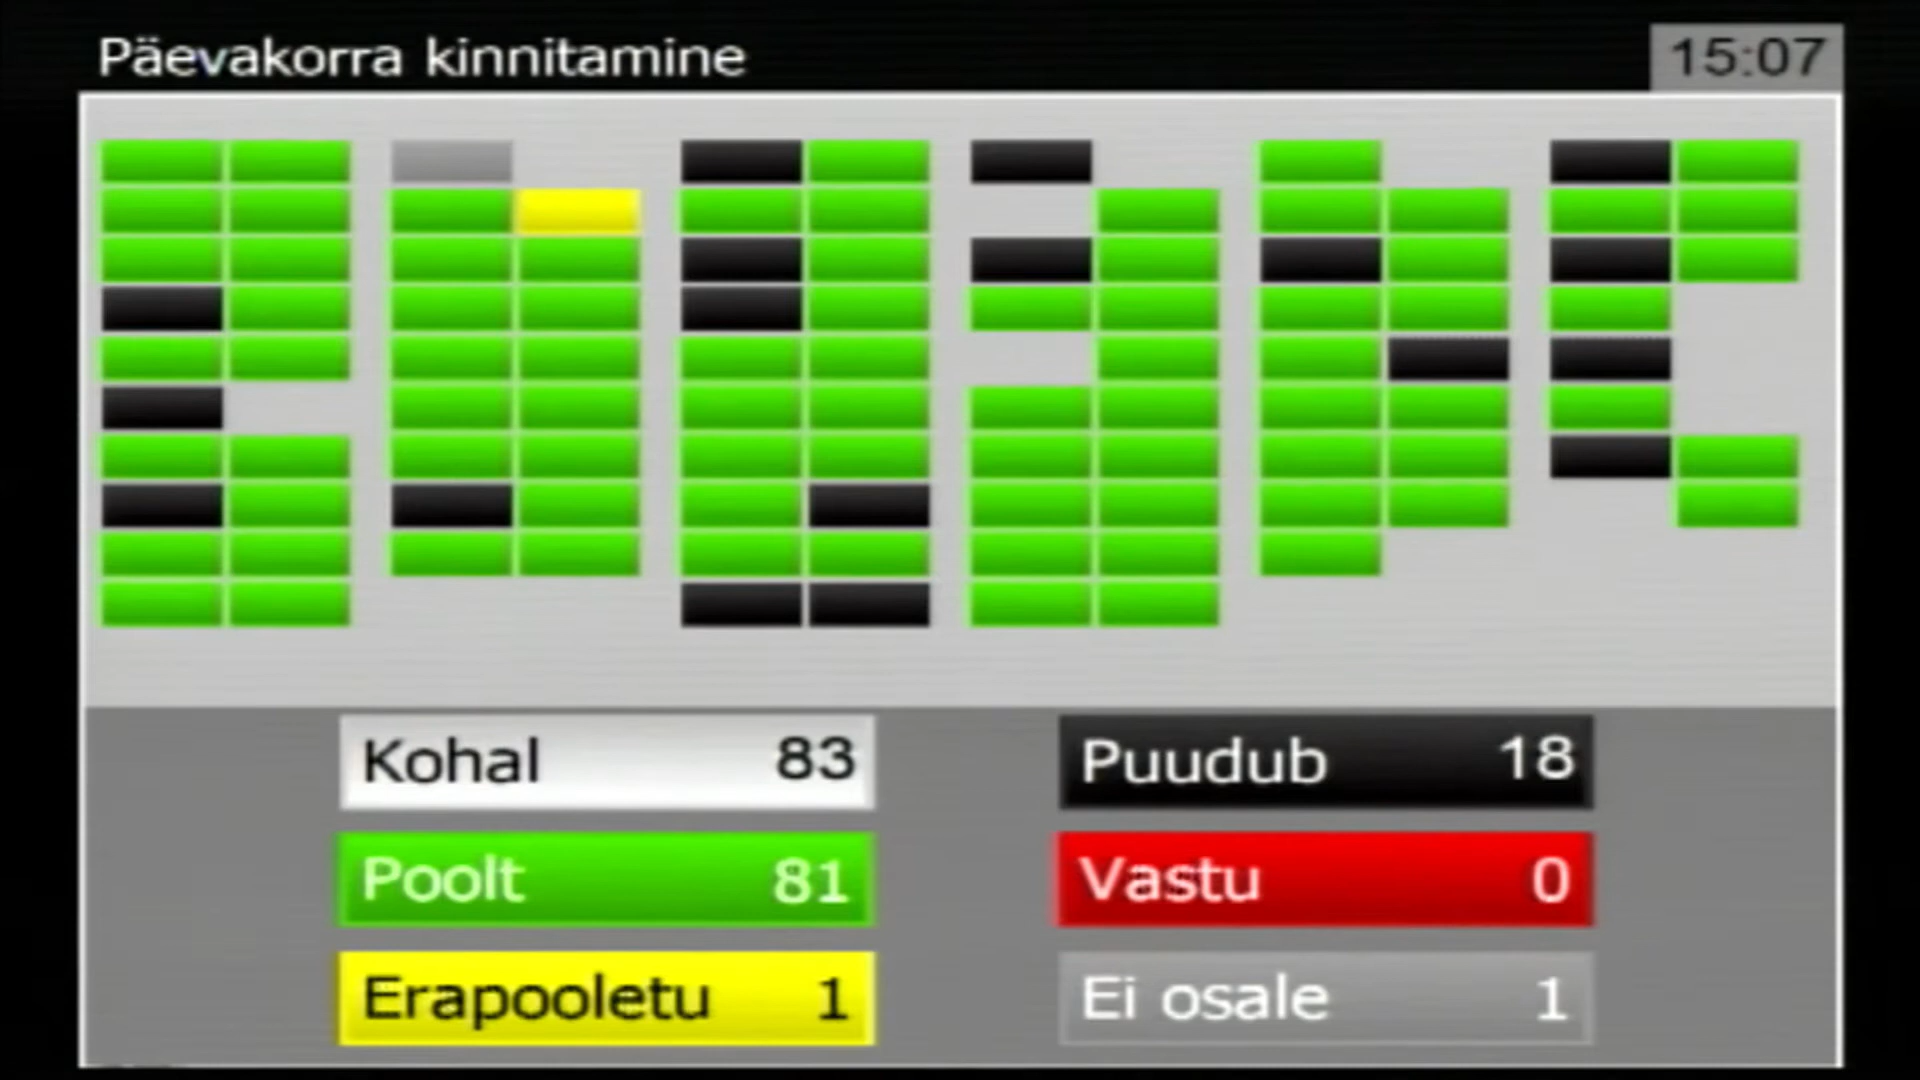 Päevakorra kinnitamine 15:07
Kohal 83 Puudub 18
Poolt 81 Vastu 0
Erapooletu 1 Ei osale 1